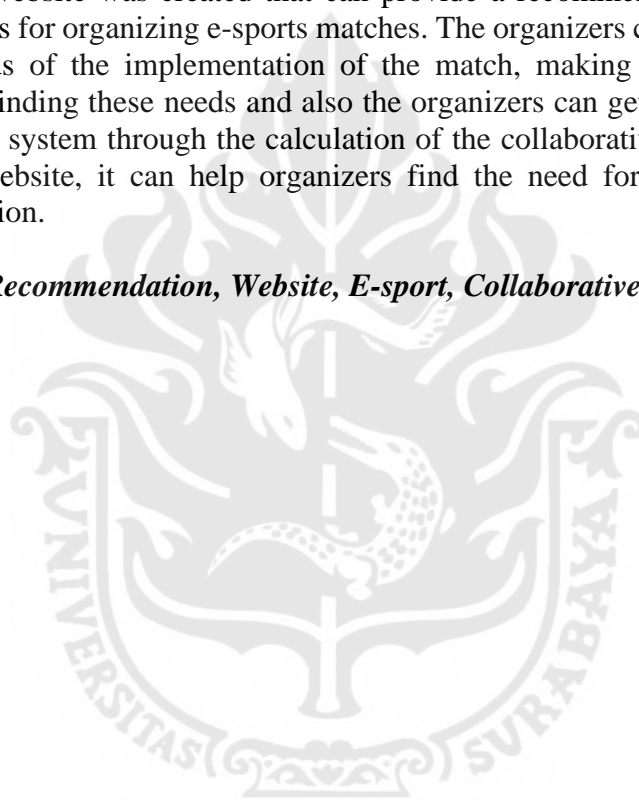 website was created that can provide a recommen
s for organizing e-sports matches. The organizers c
us of the implementation of the match, making
inding these needs and also the organizers can get
system through the calculation of the collaborati
ebsite, it can help organizers find the need for
ion.
Recommendation, Website, E-sport, Collaborative
UNIVERSITAS SURABAYA